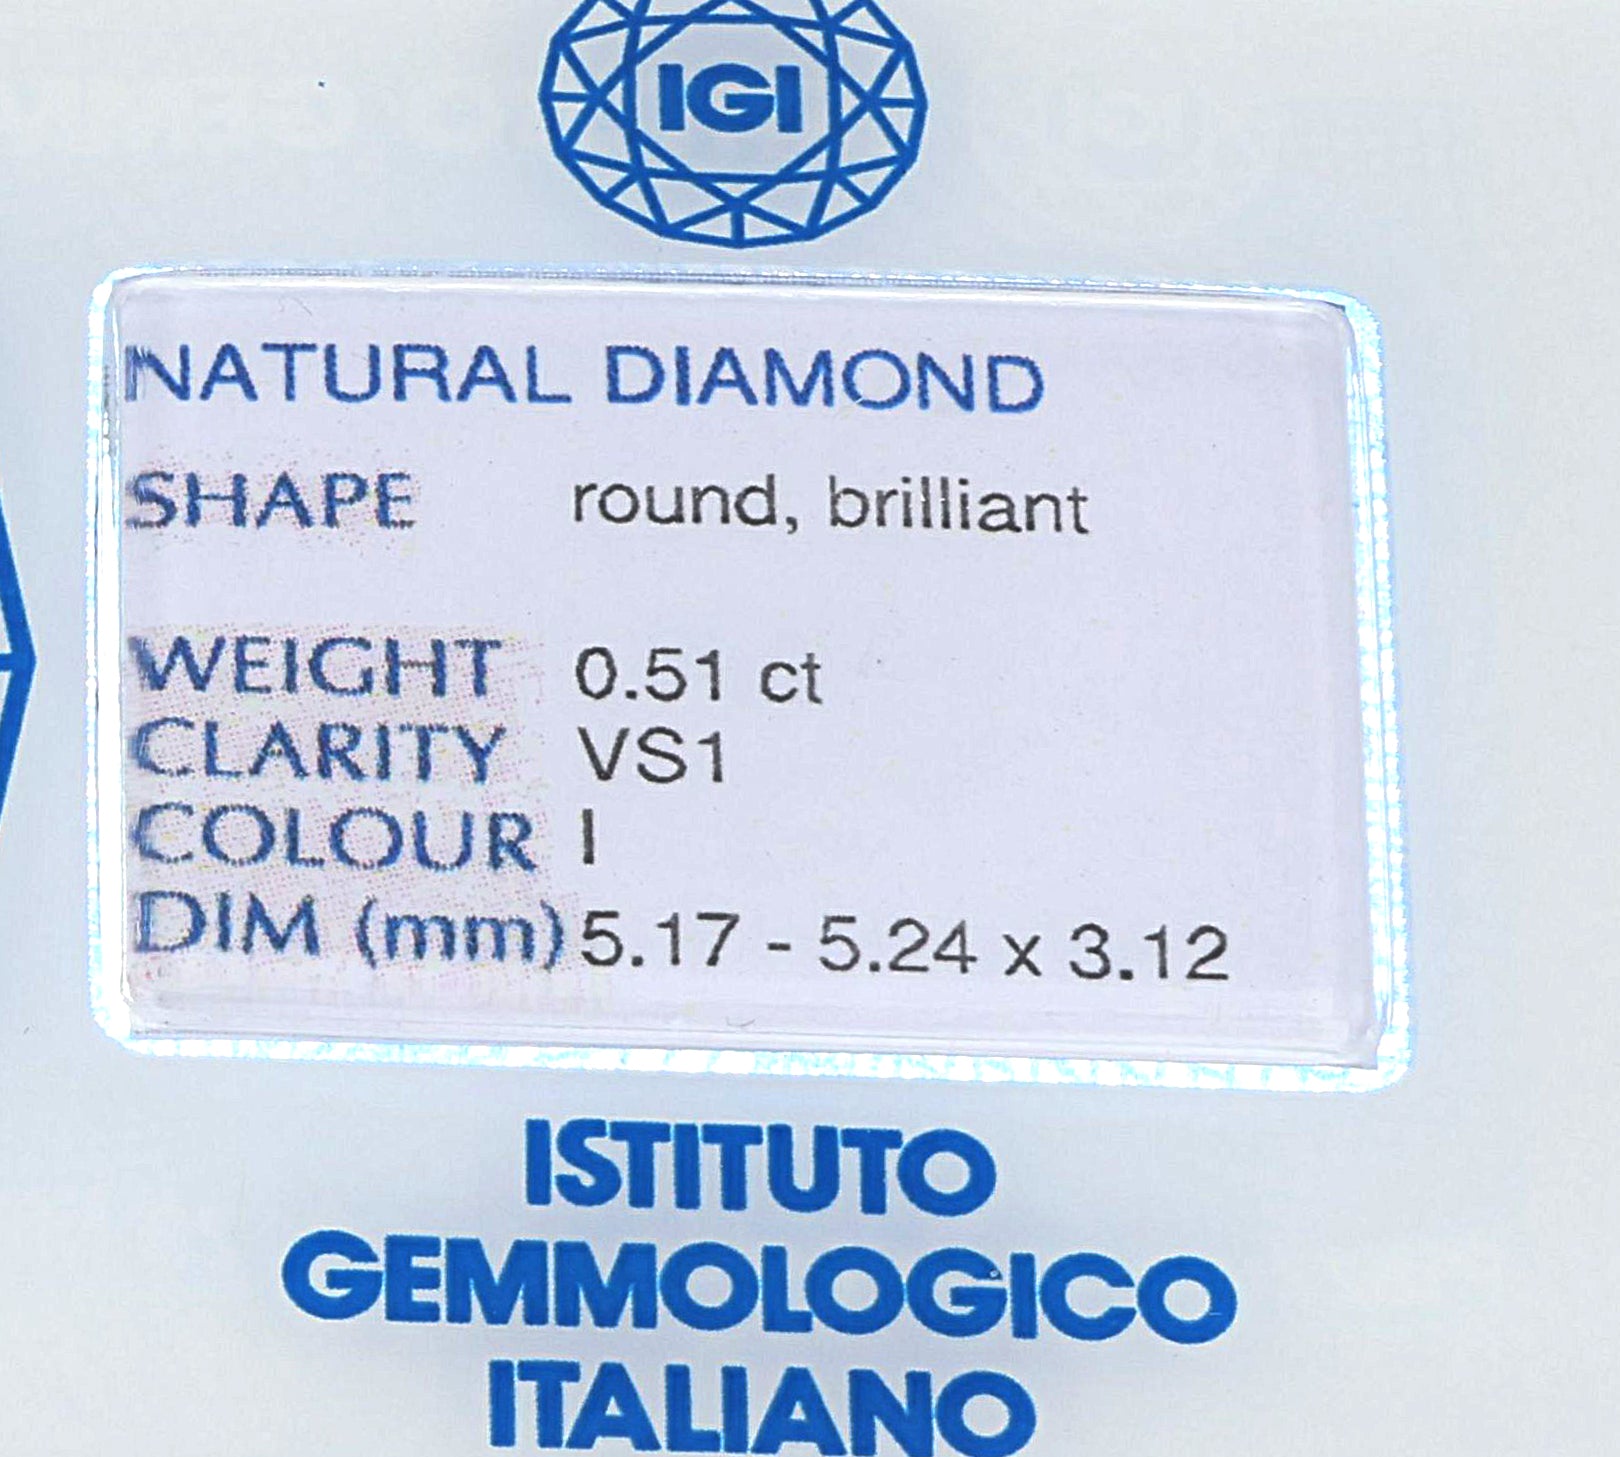 IGI
NATURAL DIAMOND
SHAPE round, brilliant
WEIGHT 0.51 ct
CLARITY VS1
COLOUR I
DIM (mm) 5.17 - 5.24 x 3.12
ISTITUTO
GEMMOLOGICO
ITALIANO